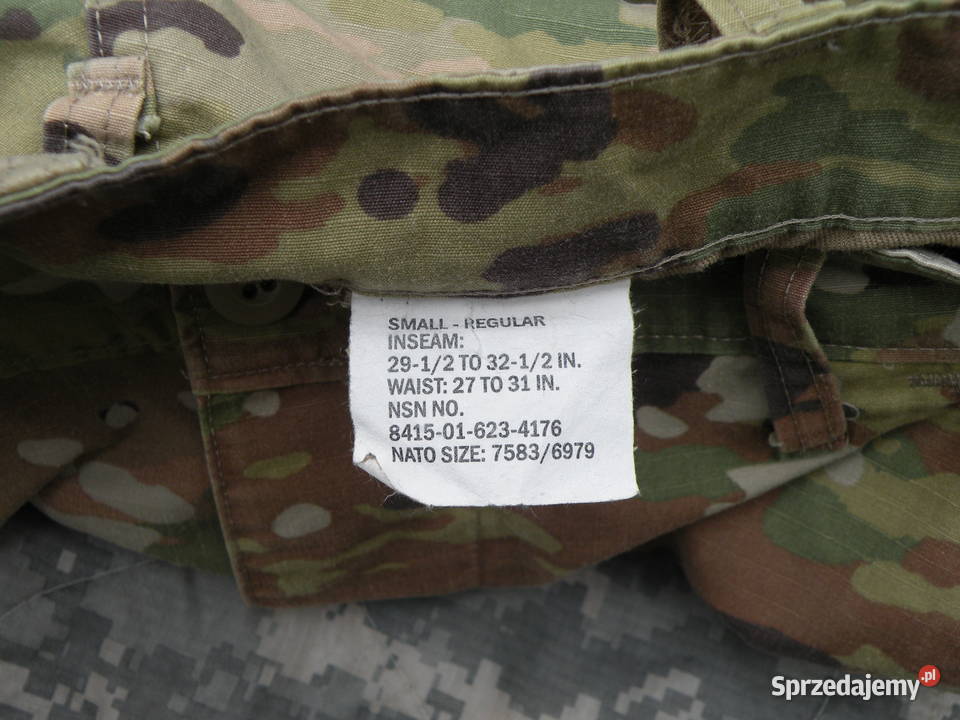 SMALL - REGULAR
INSEAM:
29-1/2 TO 32-1/2 IN.
WAIST: 27 TO 31 IN.
NSN NO.
8415-01-623-4176
NATO SIZE: 7583/6979
Sprzedajemy.pl